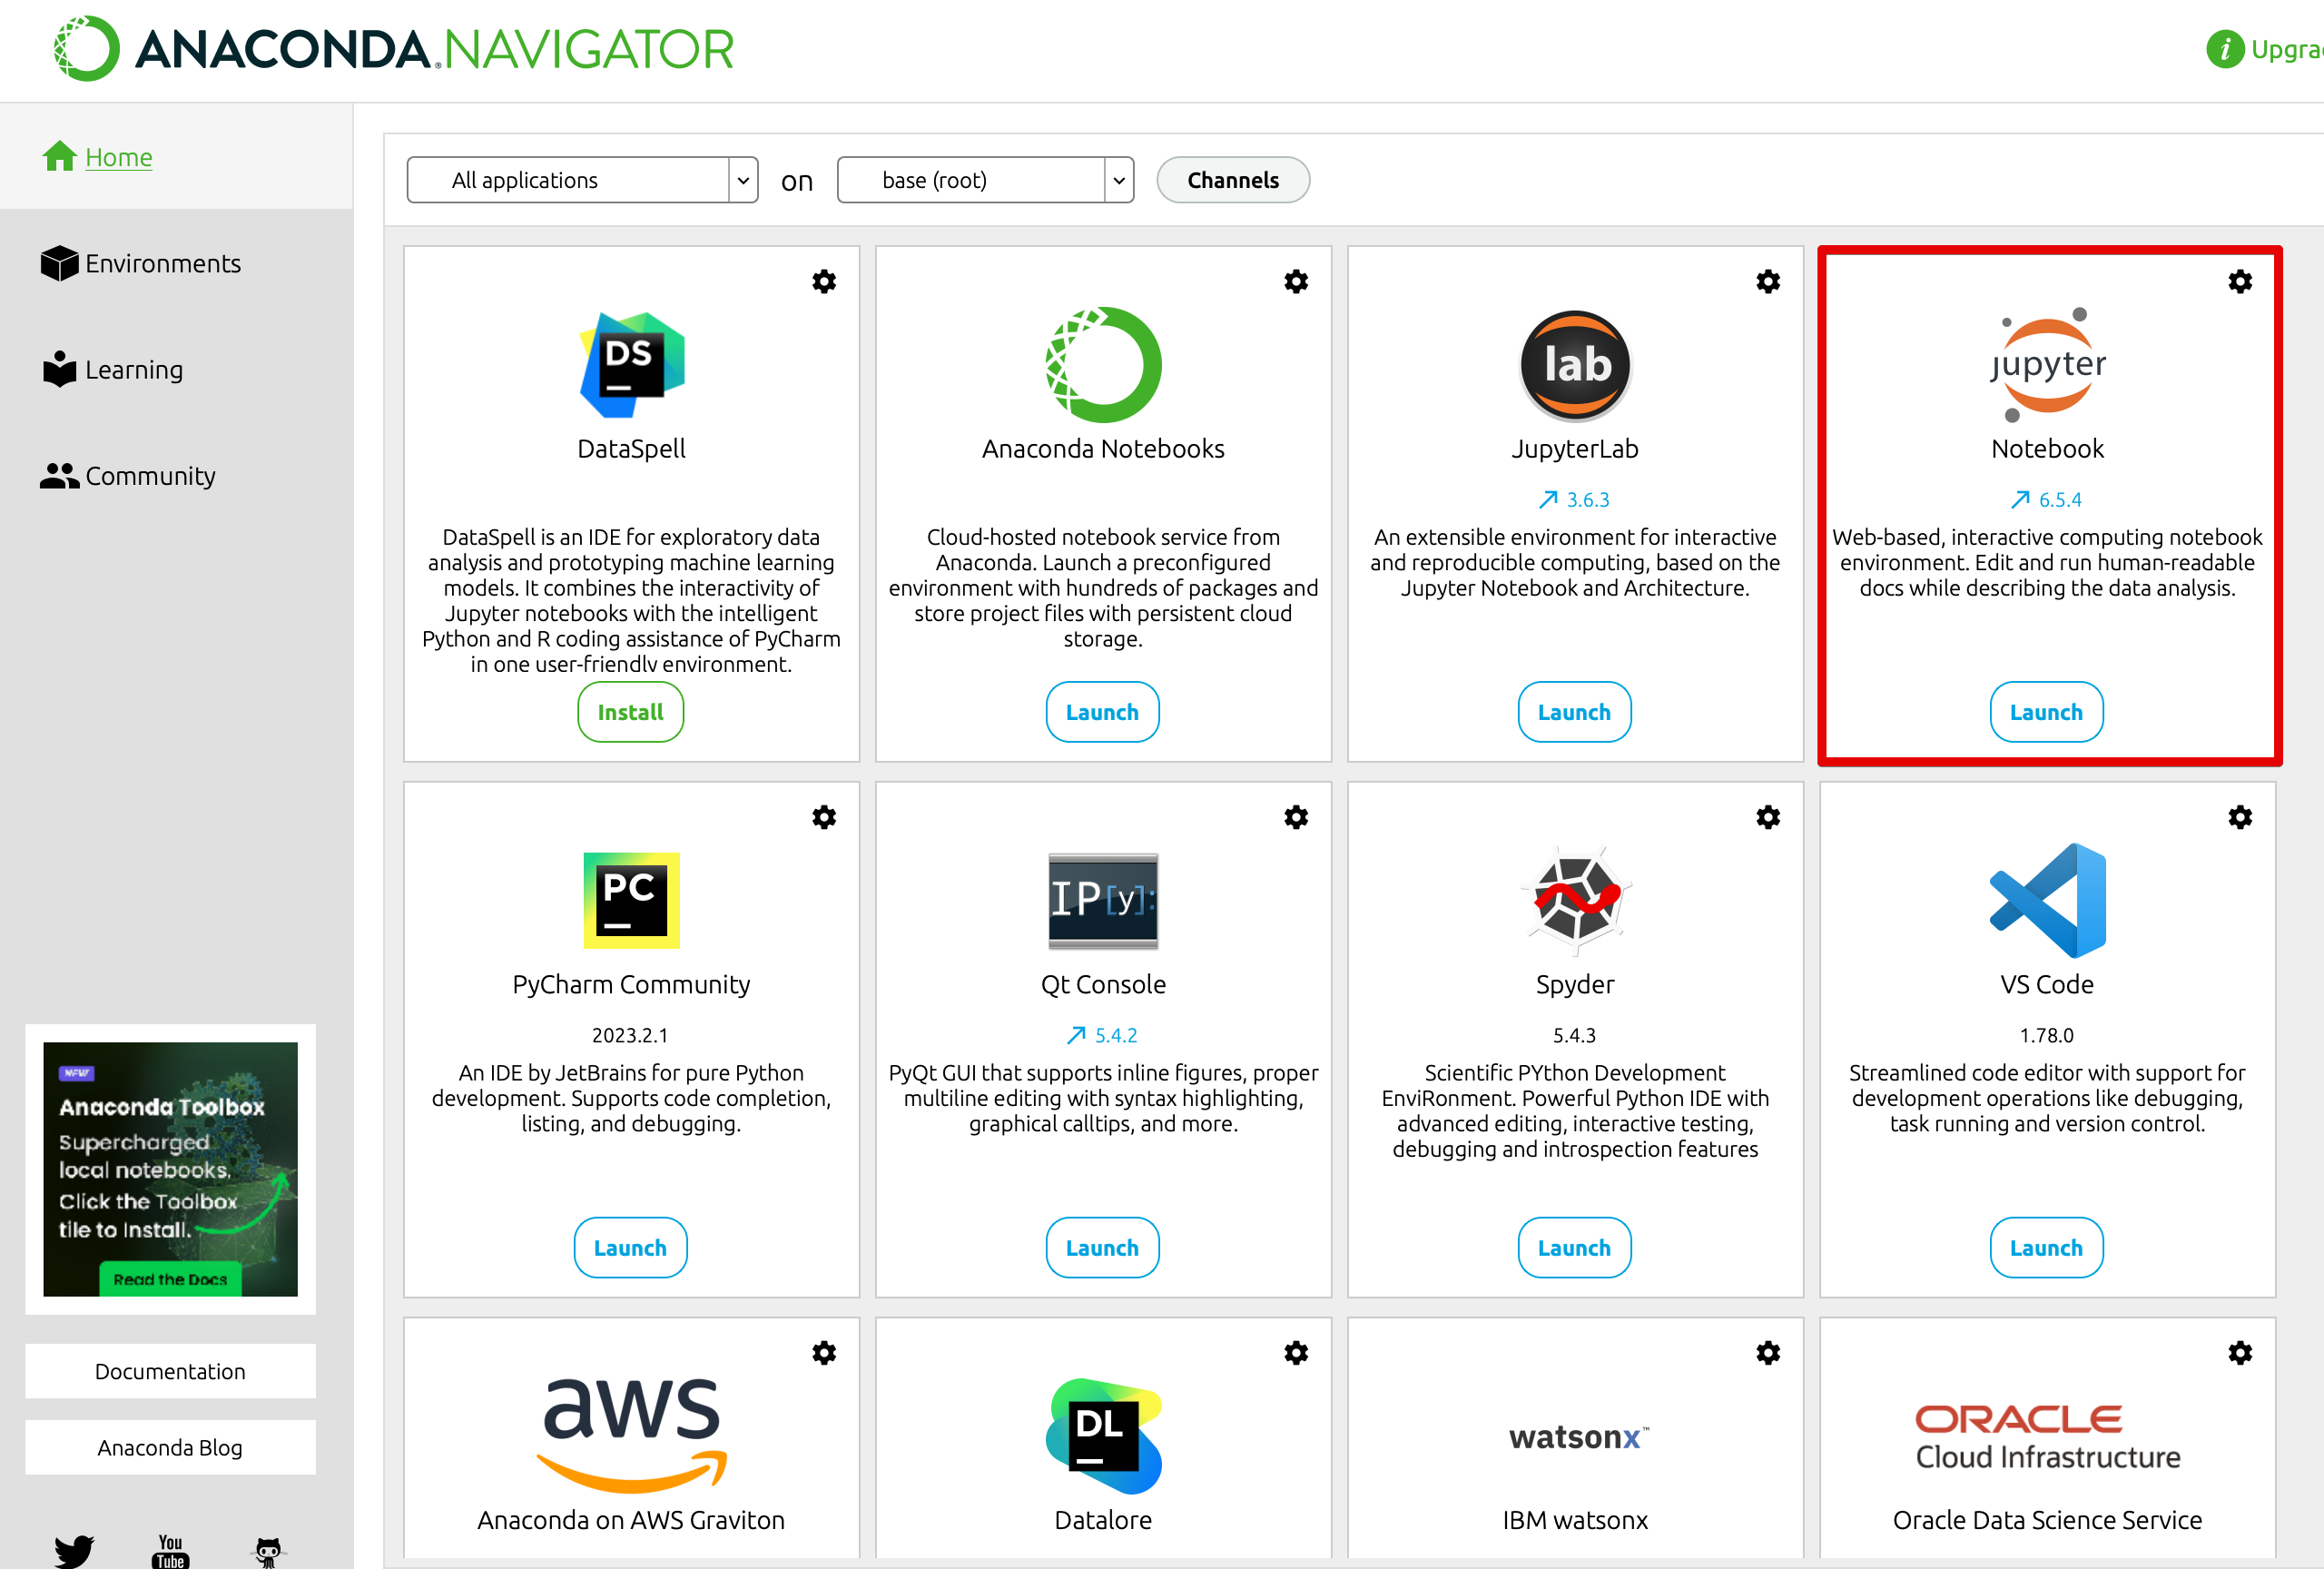 ANACONDA.NAVIGATOR
i Upgra
Home
Environments
Learning
Community
All applications on base (root) Channels
DS
DataSpell
DataSpell is an IDE for exploratory data
analysis and prototyping machine learning
models. It combines the interactivity of
Jupyter notebooks with the intelligent
Python and R coding assistance of PyCharm
in one user-friendly environment.
Install
Anaconda Notebooks
Cloud-hosted notebook service from
Anaconda. Launch a preconfigured
environment with hundreds of packages and
store project files with persistent cloud
storage.
Launch
lab
JupyterLab
3.6.3
An extensible environment for interactive
and reproducible computing, based on the
Jupyter Notebook and Architecture.
Launch
jupyter
Notebook
6.5.4
Web-based, interactive computing notebook
environment. Edit and run human-readable
docs while describing the data analysis.
Launch
PC
PyCharm Community
2023.2.1
An IDE by JetBrains for pure Python
development. Supports code completion,
listing, and debugging.
Launch
IP[y]:
Qt Console
5.4.2
PyQt GUI that supports inline figures, proper
multiline editing with syntax highlighting,
graphical calltips, and more.
Launch
Spyder
5.4.3
Scientific PYthon Development
EnviRonment. Powerful Python IDE with
advanced editing, interactive testing,
debugging and introspection features
Launch
VS Code
1.78.0
Streamlined code editor with support for
development operations like debugging,
task running and version control.
Launch
aws
Anaconda on AWS Graviton
DL
Datalore
watsonx™
IBM watsonx
ORACLE
Cloud Infrastructure
Oracle Data Science Service
NEW
Anaconda Toolbox
Supercharged
local notebooks.
Click the Toolbox
tile to Install.
Read the Docs
Documentation
Anaconda Blog
You
Tube